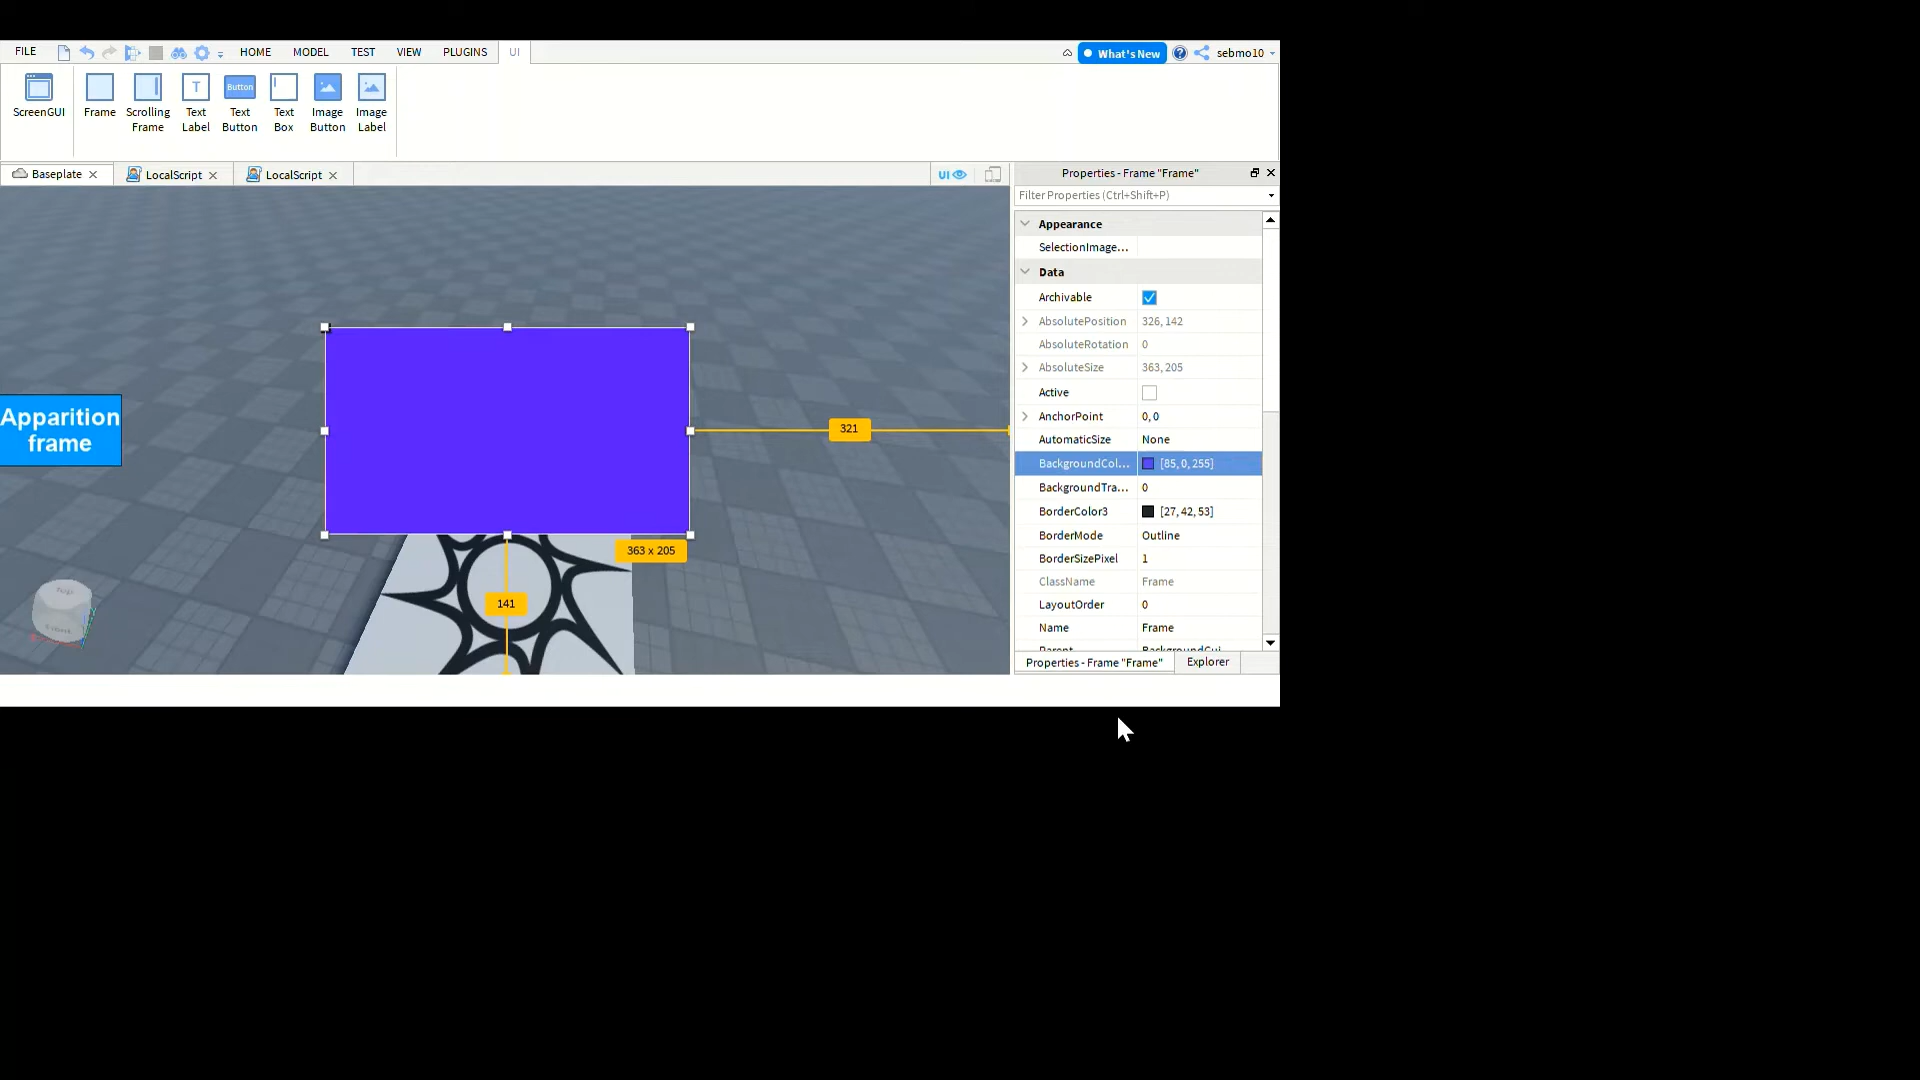 FILE
HOME
MODEL
TEST
VIEW
PLUGINS
UI
What's New
sebmo10
ScreenGUI
Frame
Scrolling
Frame
Text
Label
Button
Text
Button
Text
Box
Image
Button
Image
Label
Baseplate
LocalScript
LocalScript
UI
Properties - Frame "Frame"
Filter Properties (Ctrl+Shift+P)
Appearance
SelectionImage...
Data
Archivable
AbsolutePosition 326, 142
AbsoluteRotation 0
AbsoluteSize 363, 205
Active
AnchorPoint 0, 0
AutomaticSize None
BackgroundCol... [85, 0, 255]
BackgroundTra... 0
BorderColor3 [27, 42, 53]
BorderMode Outline
BorderSizePixel 1
ClassName Frame
LayoutOrder 0
Name Frame
Parent BackgroundGui
Properties - Frame "Frame"
Explorer
Apparition
frame
321
363 x 205
141